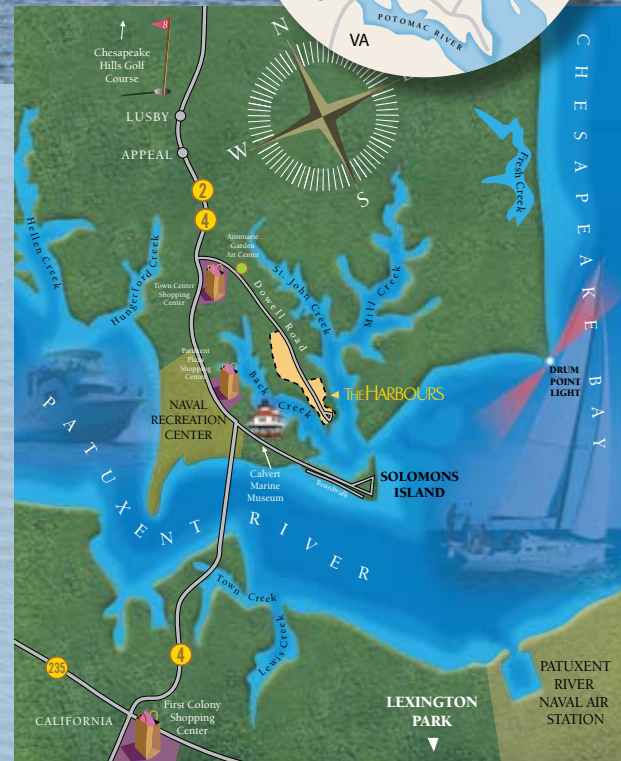 POTOMAC RIVER
VA
N
W
S
8
Chesapeake
Hills Golf
Course
LUSBY
APPEAL
2
4
CHESAPEAKE BAY
Fresh Creek
Hellen Creek
Hungerford Creek
Annmarie
Garden
Art Center
St. John Creek
Mill Creek
Town Center
Shopping
Center
Dowell Road
Patuxent
Plaza
Shopping
Center
Back Creek
THE HARBOURS
DRUM
POINT
LIGHT
NAVAL
RECREATION
CENTER
Calvert
Marine
Museum
Boardwalk
SOLOMONS
ISLAND
PATUXENT RIVER
Town Creek
Lewis Creek
4
235
CALIFORNIA
First Colony
Shopping
Center
LEXINGTON
PARK
PATUXENT
RIVER
NAVAL AIR
STATION